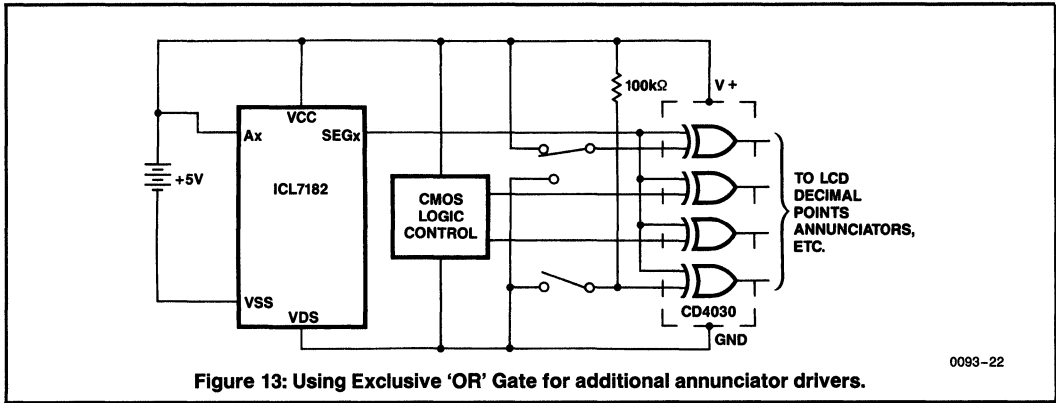 100kΩ
V +
VCC
Ax
SEGx
+5V
ICL7182
CMOS
LOGIC
CONTROL
TO LCD
DECIMAL
POINTS
ANNUNCIATORS,
ETC.
VSS
VDS
CD4030
GND
0093-22
Figure 13: Using Exclusive 'OR' Gate for additional annunciator drivers.